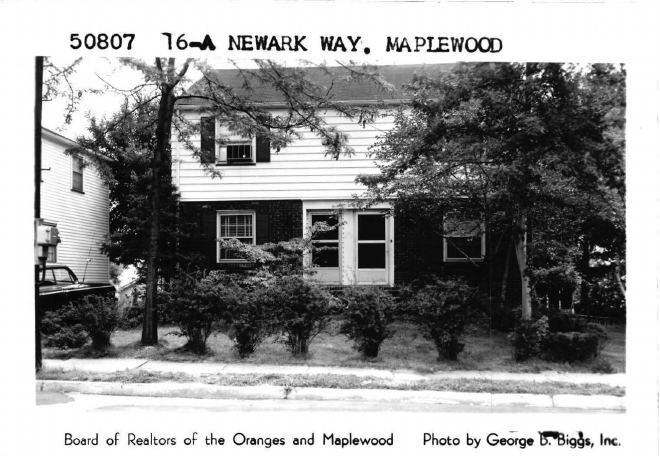 50807 16-A NEWARK WAY. MAPLEWOOD
Board of Realtors of the Oranges and Maplewood Photo by George B. Biggs, Inc.